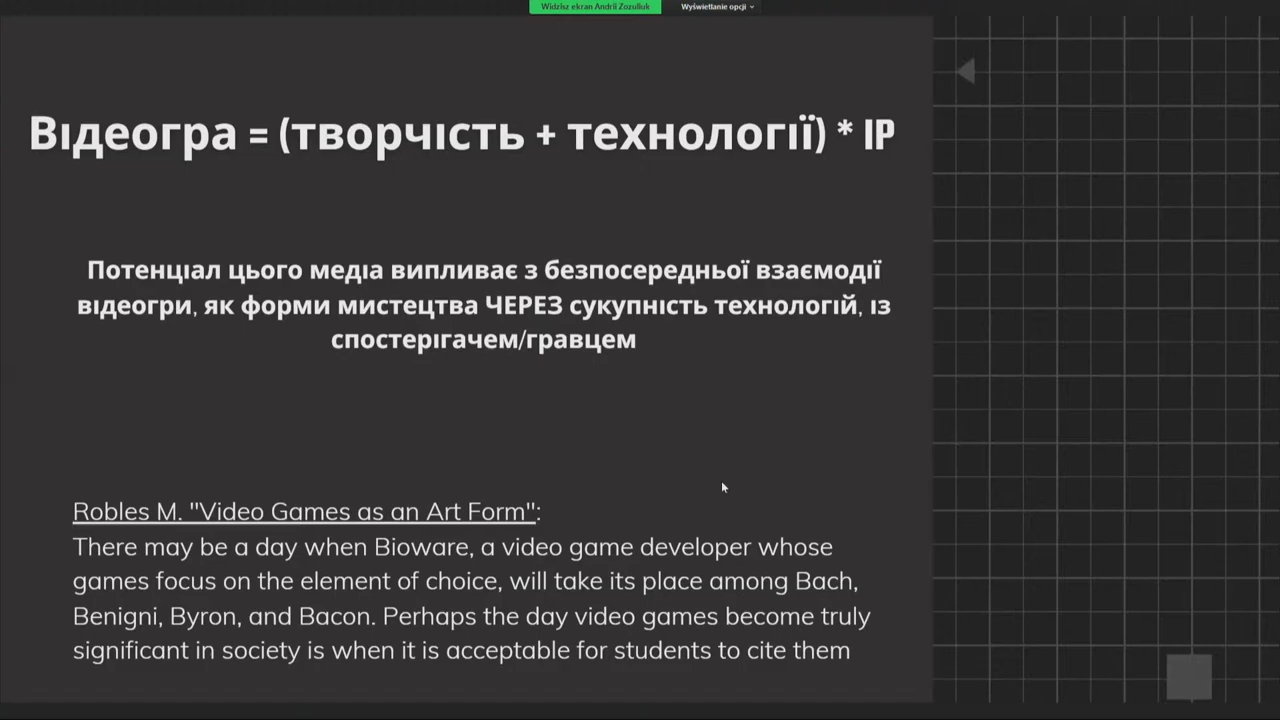 Widzisz ekran Andrii Zozuliuk
Wyświetlanie opcji
Відеогра = (творчість + технології) * IP
Потенціал цього медіа випливає з безпосередньої взаємодії
відеогри, як форми мистецтва ЧЕРЕЗ сукупність технологій, із
спостерігачем/гравцем
Robles M. "Video Games as an Art Form":
There may be a day when Bioware, a video game developer whose
games focus on the element of choice, will take its place among Bach,
Benigni, Byron, and Bacon. Perhaps the day video games become truly
significant in society is when it is acceptable for students to cite them